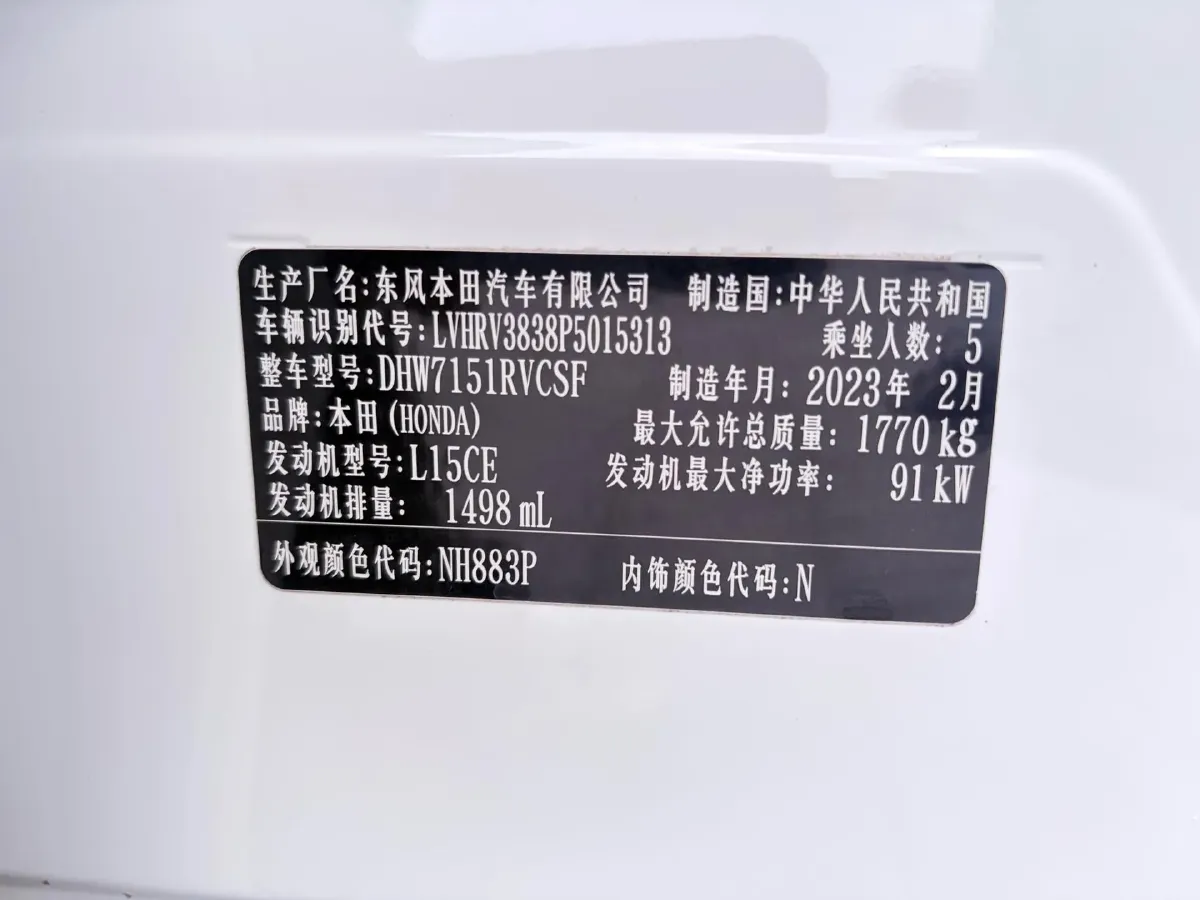 生产厂名:东风本田汽车有限公司 制造国:中华人民共和国
车辆识别代号:LVHRV3838P5015313 乘坐人数: 5
整车型号:DHW7151RVCSF 制造年月: 2023年 2月
品牌:本田(HONDA) 最大允许总质量: 1770 kg
发动机型号:L15CE 发动机最大净功率: 91 kW
发动机排量: 1498 mL
外观颜色代码:NH883P 内饰颜色代码:N